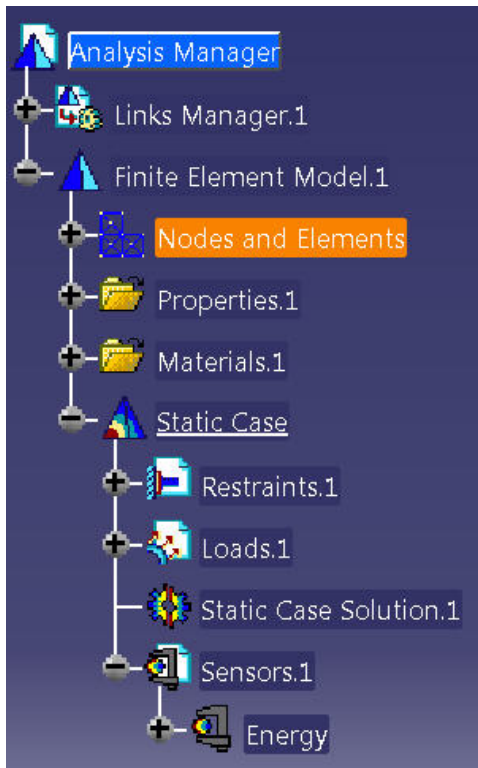 Analysis Manager
Links Manager.1
Finite Element Model.1
Nodes and Elements
Properties.1
Materials.1
Static Case
Restraints.1
Loads.1
Static Case Solution.1
Sensors.1
Energy